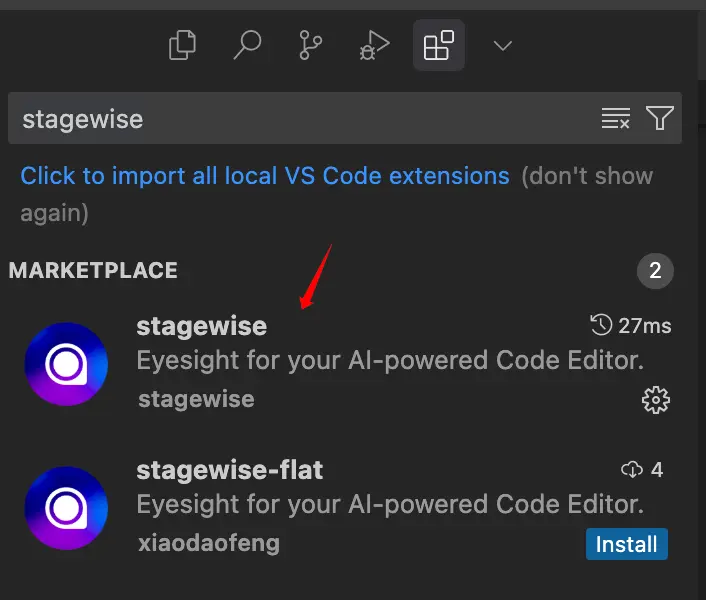 stagewise
Click to import all local VS Code extensions (don't show
again)
MARKETPLACE 2
stagewise 27ms
Eyesight for your AI-powered Code Editor.
stagewise
stagewise-flat 4
Eyesight for your AI-powered Code Editor.
xiaodaofeng Install